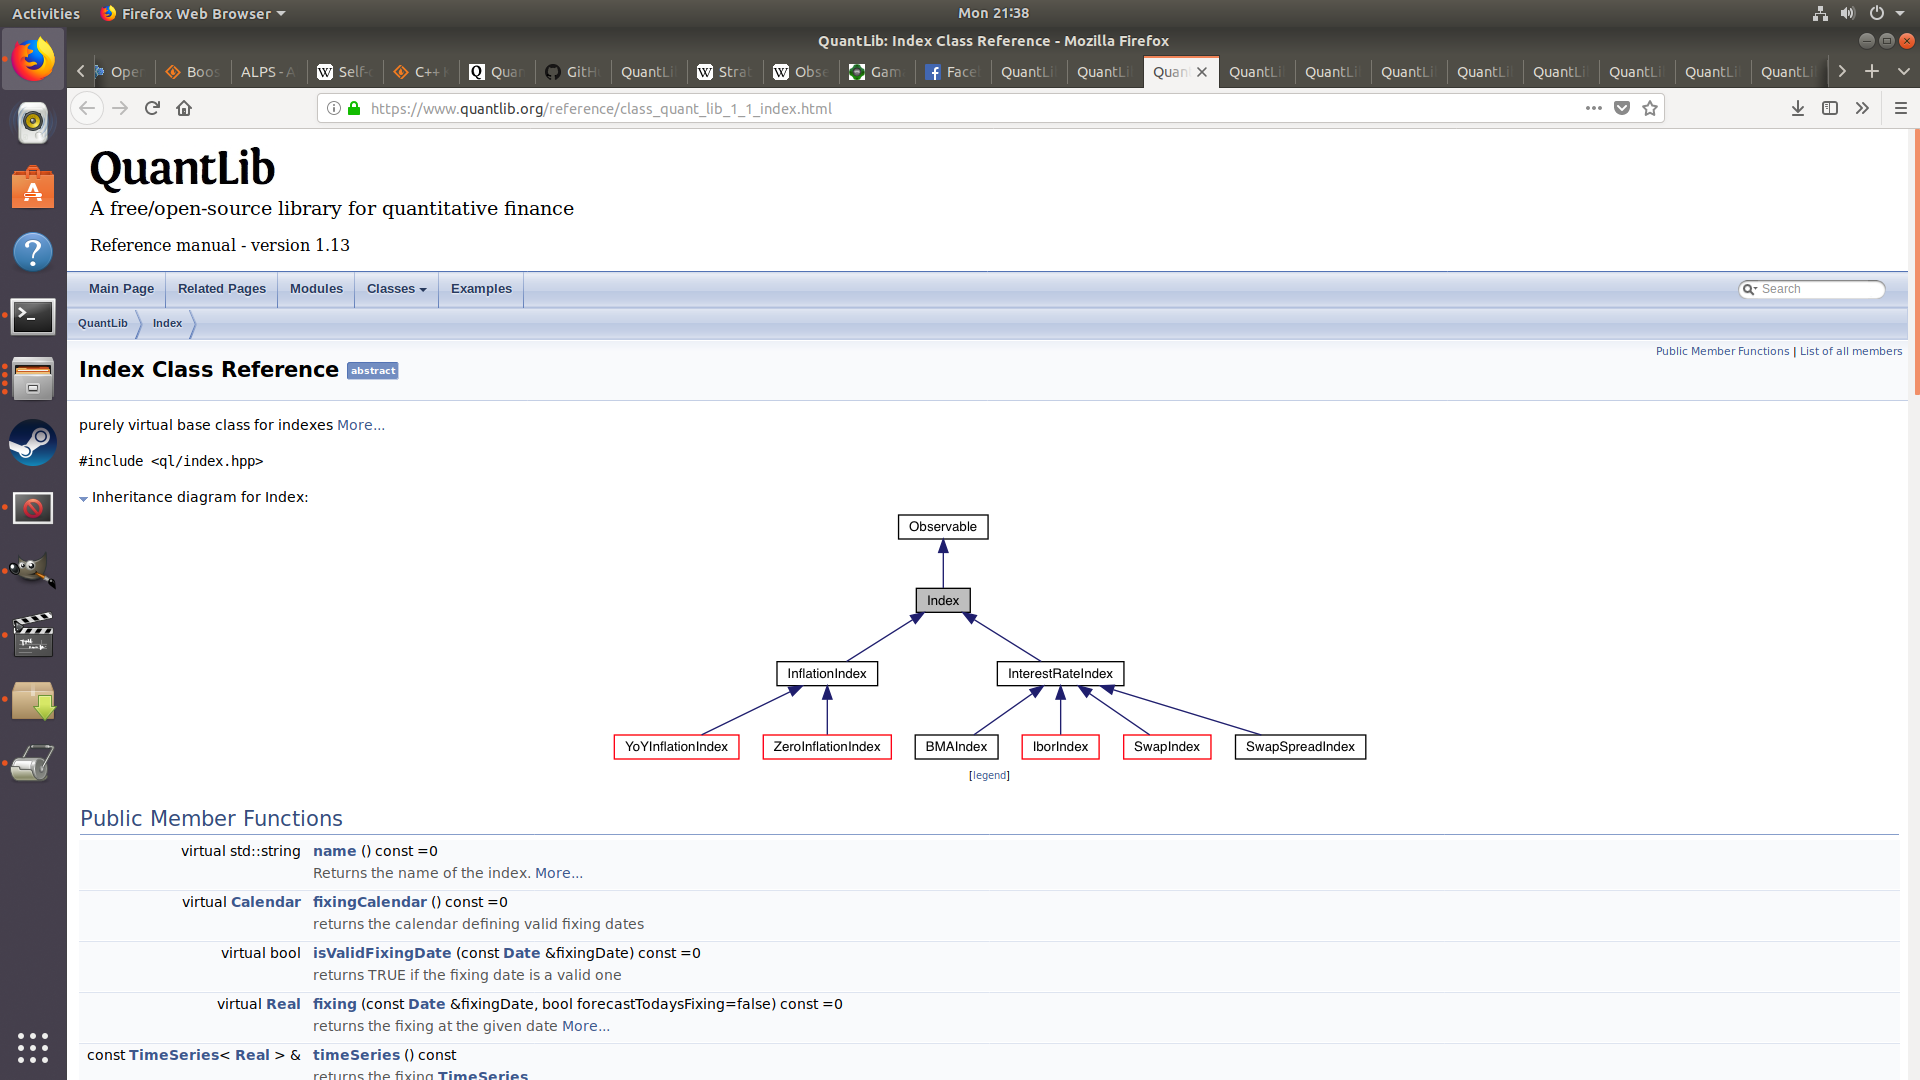 Activities
Firefox Web Browser
Mon 21:38
QuantLib: Index Class Reference - Mozilla Firefox
Open
Boos
ALPS - A
Self-
C++
Quan
GitH
QuantLi
Strat
Obse
Gam
Face
QuantLi
QuantLi
Quant
QuantLi
QuantLi
QuantLi
QuantLi
QuantLi
QuantLi
QuantLi
QuantLi
https://www.quantlib.org/reference/class_quant_lib_1_1_index.html
QuantLib
A free/open-source library for quantitative finance
Reference manual - version 1.13
Main Page
Related Pages
Modules
Classes
Examples
Search
QuantLib
Index
Public Member Functions | List of all members
Index Class Reference abstract
purely virtual base class for indexes More...
#include <ql/index.hpp>
Inheritance diagram for Index:
Observable
Index
InflationIndex
InterestRateIndex
YoYInflationIndex
ZeroInflationIndex
BMAIndex
IborIndex
SwapIndex
SwapSpreadIndex
[legend]
Public Member Functions
virtual std::string name () const =0
Returns the name of the index. More...
virtual Calendar fixingCalendar () const =0
returns the calendar defining valid fixing dates
virtual bool isValidFixingDate (const Date &fixingDate) const =0
returns TRUE if the fixing date is a valid one
virtual Real fixing (const Date &fixingDate, bool forecastTodaysFixing=false) const =0
returns the fixing at the given date More...
const TimeSeries< Real > & timeSeries () const
returns the fixing TimeSeries